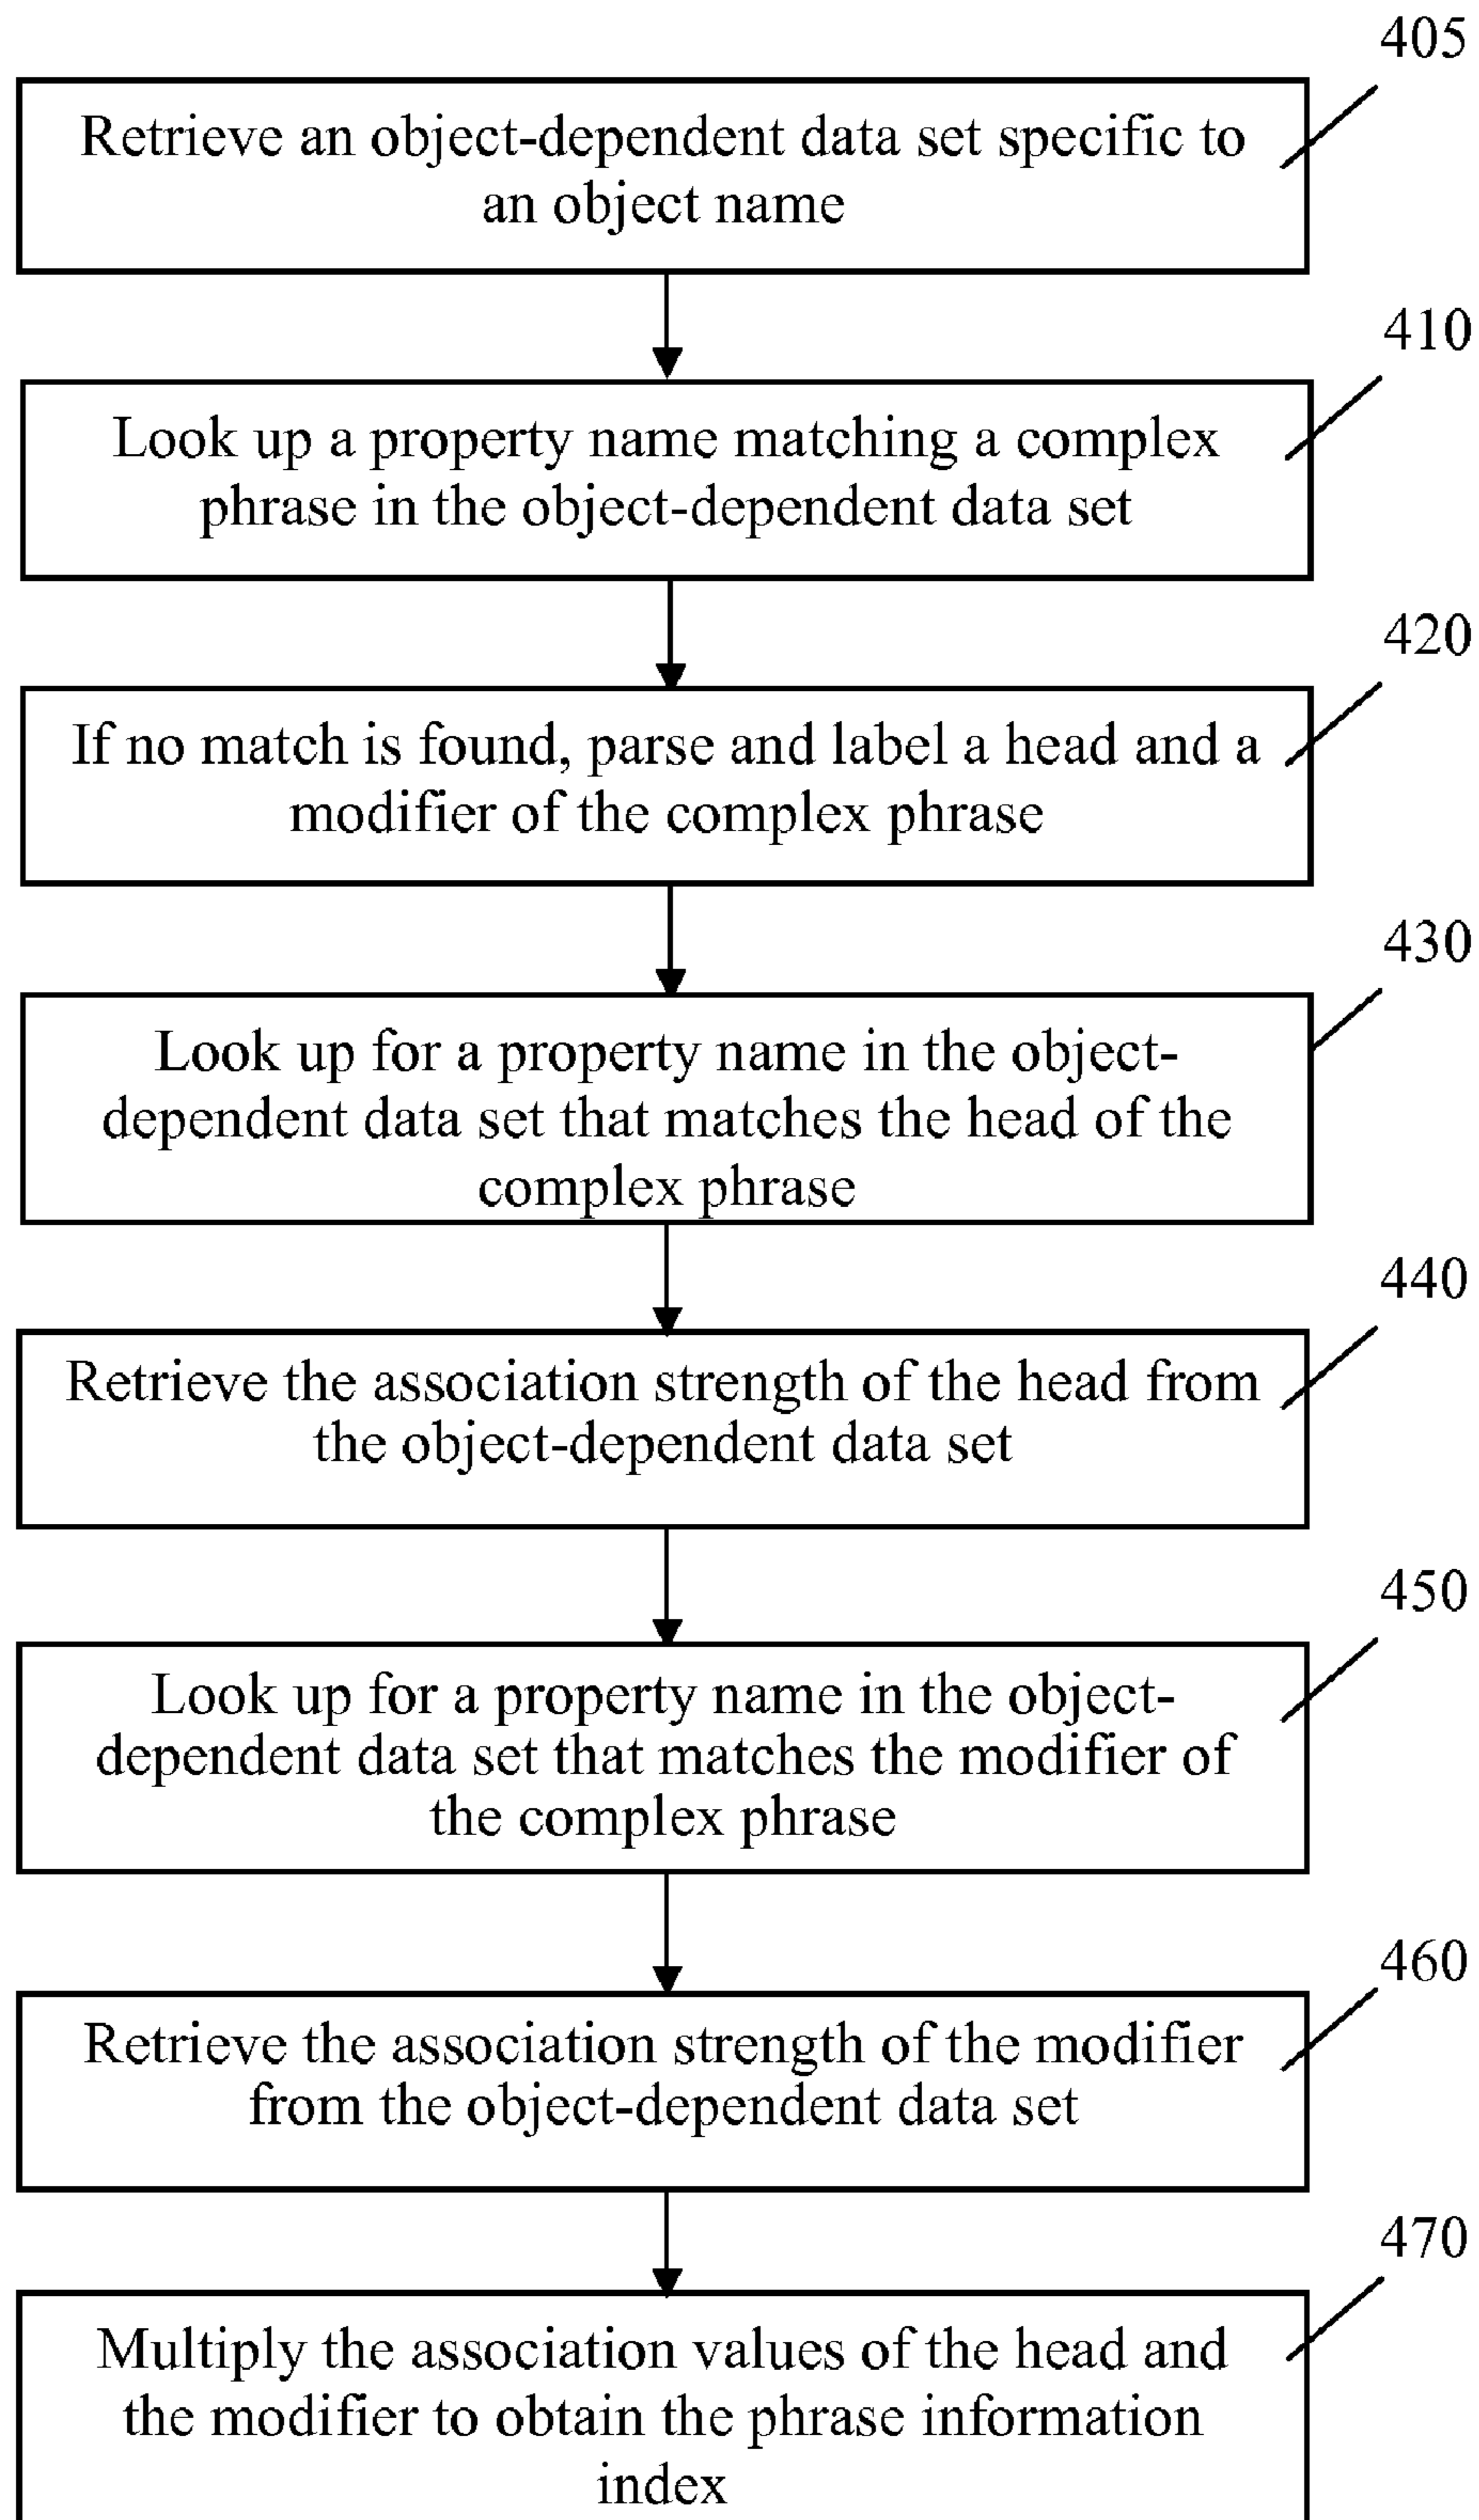 405
Retrieve an object-dependent data set specific to
an object name
410
Look up a property name matching a complex
phrase in the object-dependent data set
420
If no match is found, parse and label a head and a
modifier of the complex phrase
430
Look up for a property name in the object-
dependent data set that matches the head of the
complex phrase
440
Retrieve the association strength of the head from
the object-dependent data set
450
Look up for a property name in the object-
dependent data set that matches the modifier of
the complex phrase
460
Retrieve the association strength of the modifier
from the object-dependent data set
470
Multiply the association values of the head and
the modifier to obtain the phrase information
index